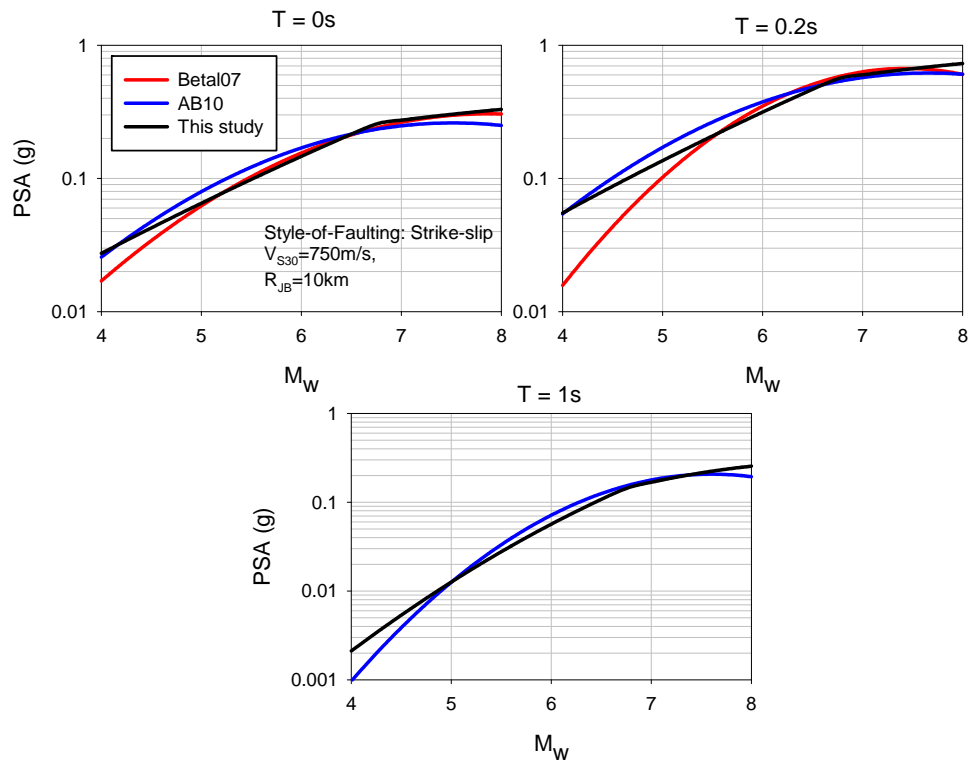 T = 0s
T = 0.2s
1
0.1
0.01
PSA (g)
Betal07
AB10
This study
Style-of-Faulting: Strike-slip
VS30=750m/s,
RJB=10km
4 5 6 7 8
MW
1
0.1
0.01
4 5 6 7 8
MW
T = 1s
1
0.1
0.01
0.001
PSA (g)
4 5 6 7 8
MW